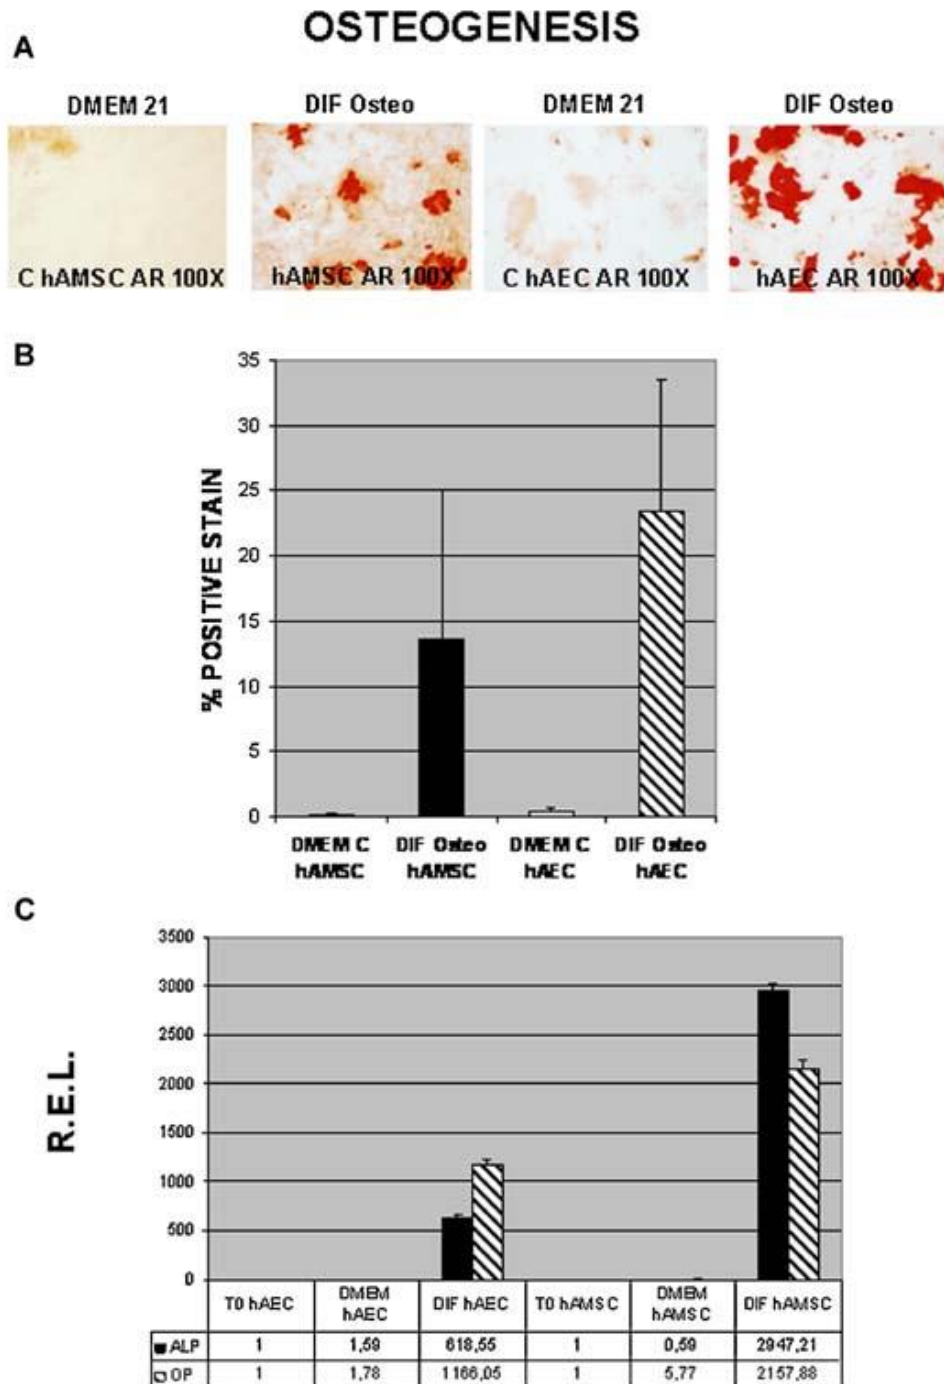 OSTEOGENESIS
A
DMEM 21 DIF Osteo DMEM 21 DIF Osteo
C hAMSC AR 100X hAMSC AR 100X C hAEC AR 100X hAEC AR 100X
B
35
30
25
20
15
10
5
0
% POSITIVE STAIN
DMEM C DIF Osteo DMEM C DIF Osteo
hAMSC hAMSC hAEC hAEC
C
3500
3000
2500
2000
1500
1000
500
0
R.E.L.
T0 hAEC DMEM hAEC DIF hAEC T0 hAMSC DMEM hAMSC DIF hAMSC
ALP 1 1,59 618,55 1 0,59 2947,21
OP 1 1,78 1166,05 1 5,77 2157,88